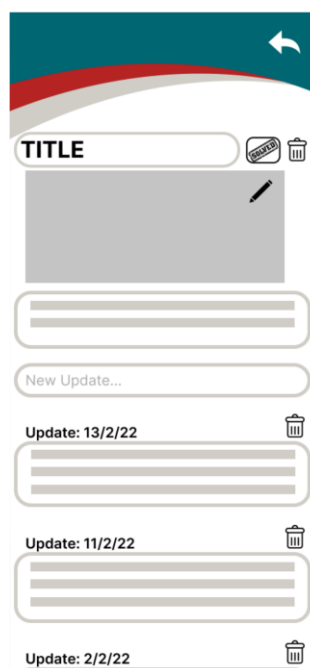 TITLE
SOLVED
New Update...
Update: 13/2/22
Update: 11/2/22
Update: 2/2/22